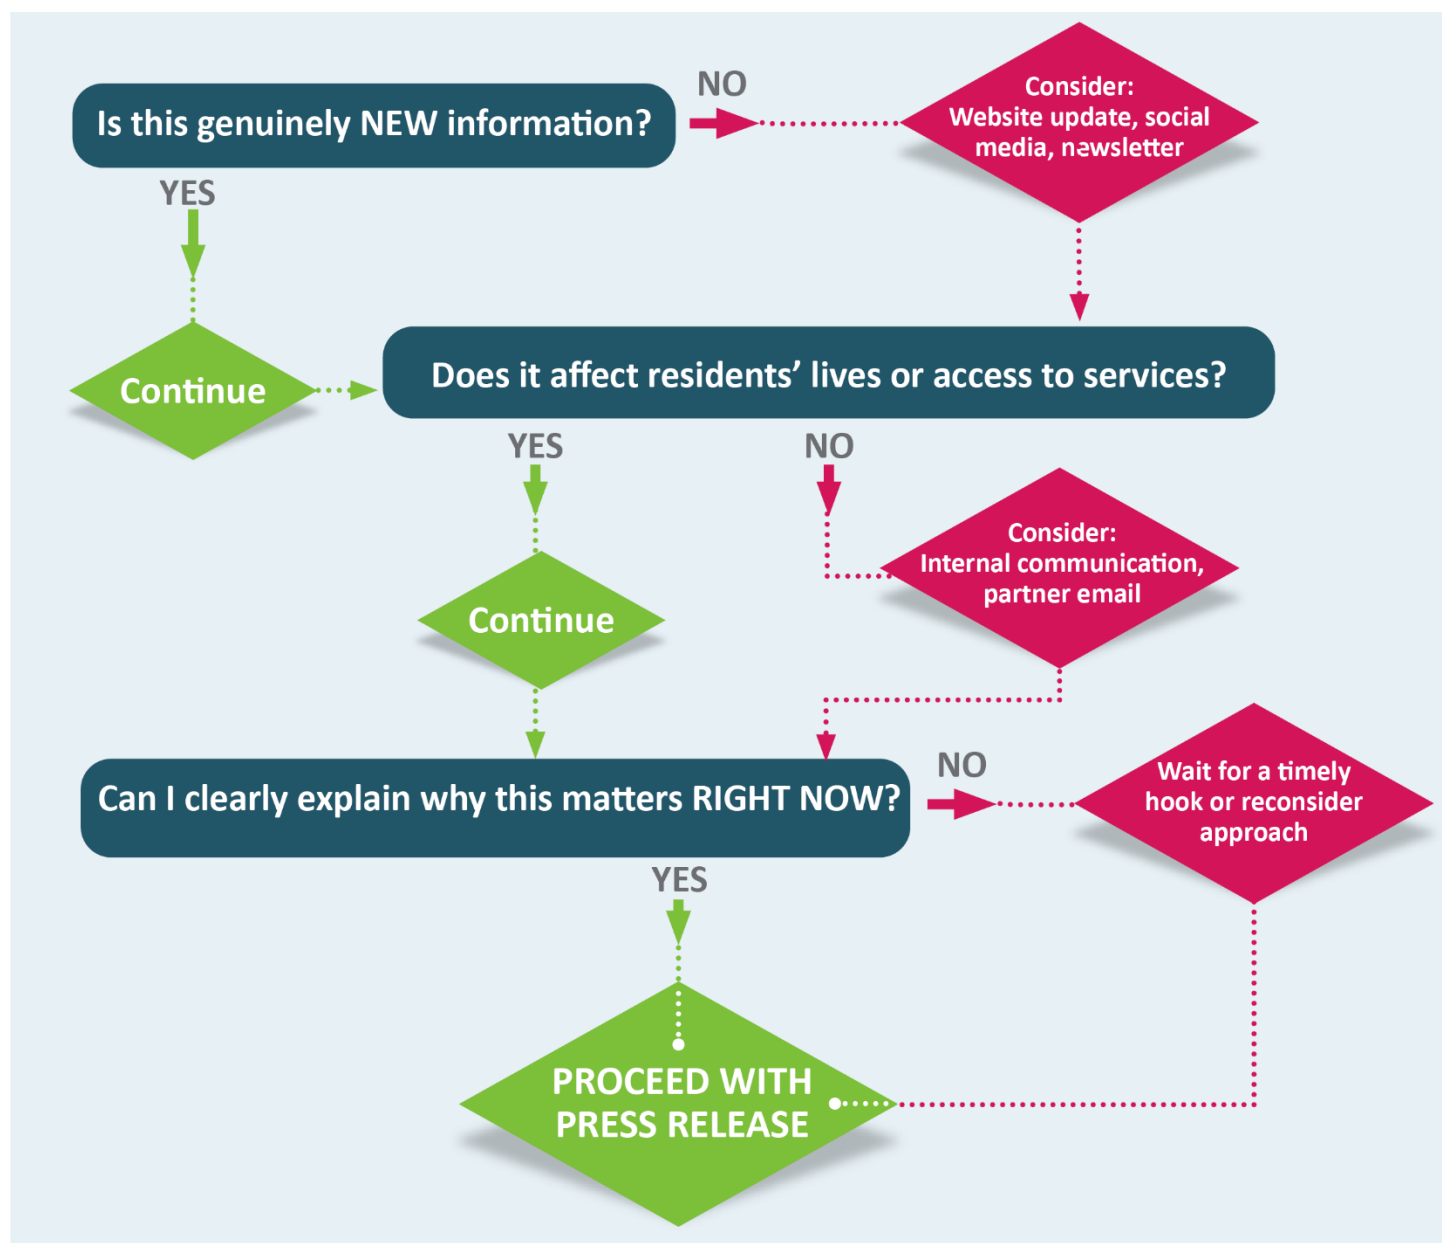 Is this genuinely NEW information?
NO
Consider:
Website update, social
media, newsletter
YES
Continue
Does it affect residents’ lives or access to services?
YES
NO
Consider:
Internal communication,
partner email
Continue
Can I clearly explain why this matters RIGHT NOW?
NO
Wait for a timely
hook or reconsider
approach
YES
PROCEED WITH
PRESS RELEASE